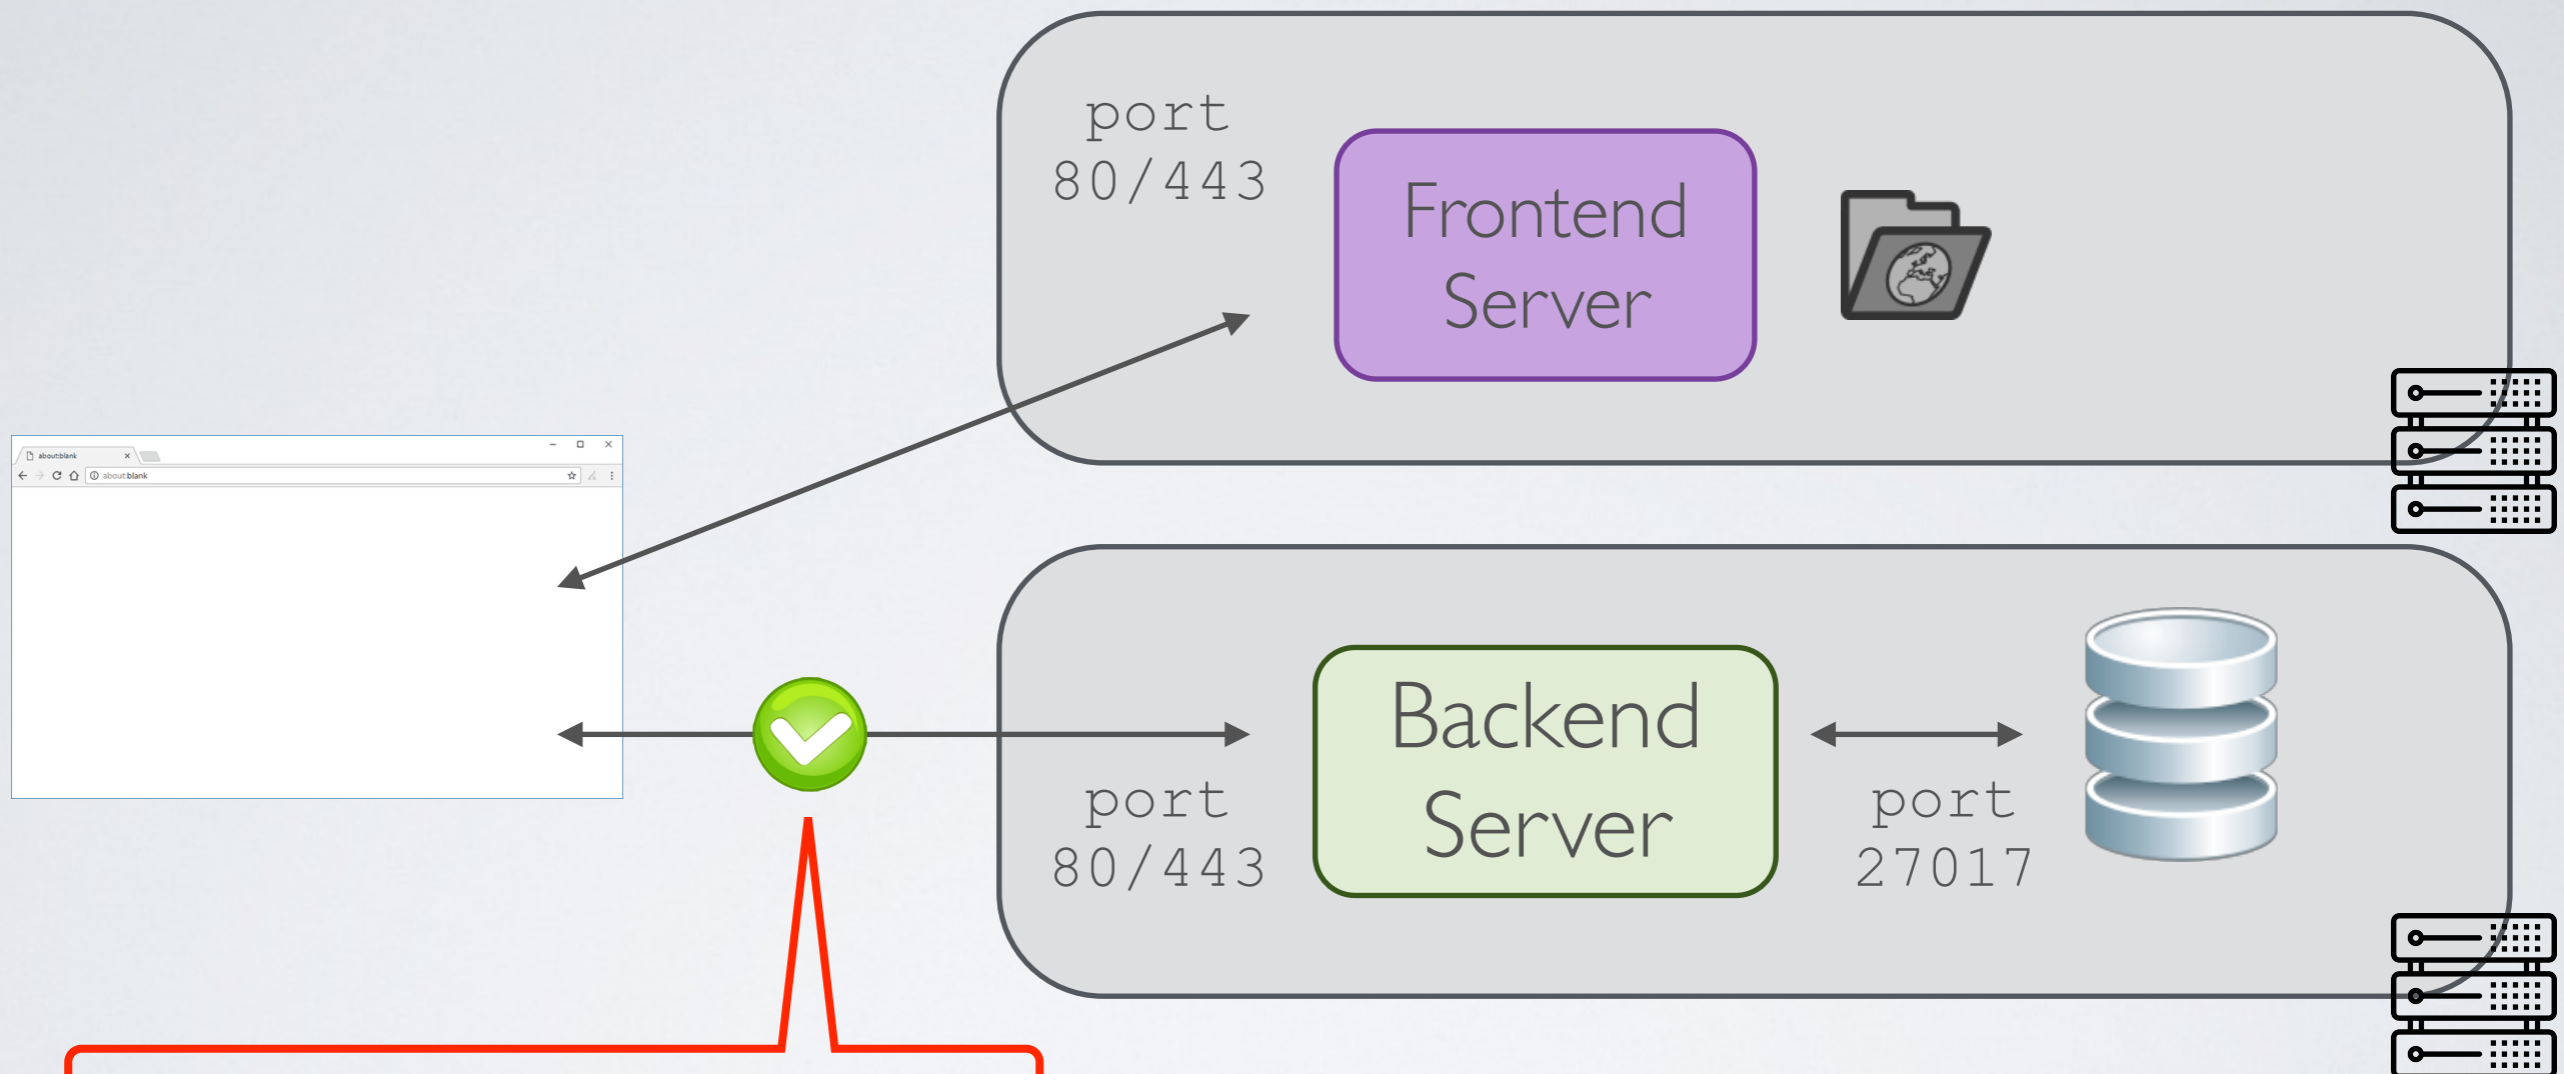 port
80/443
Frontend
Server
about:blank
about:blank
Backend
Server
port
80/443
port
27017